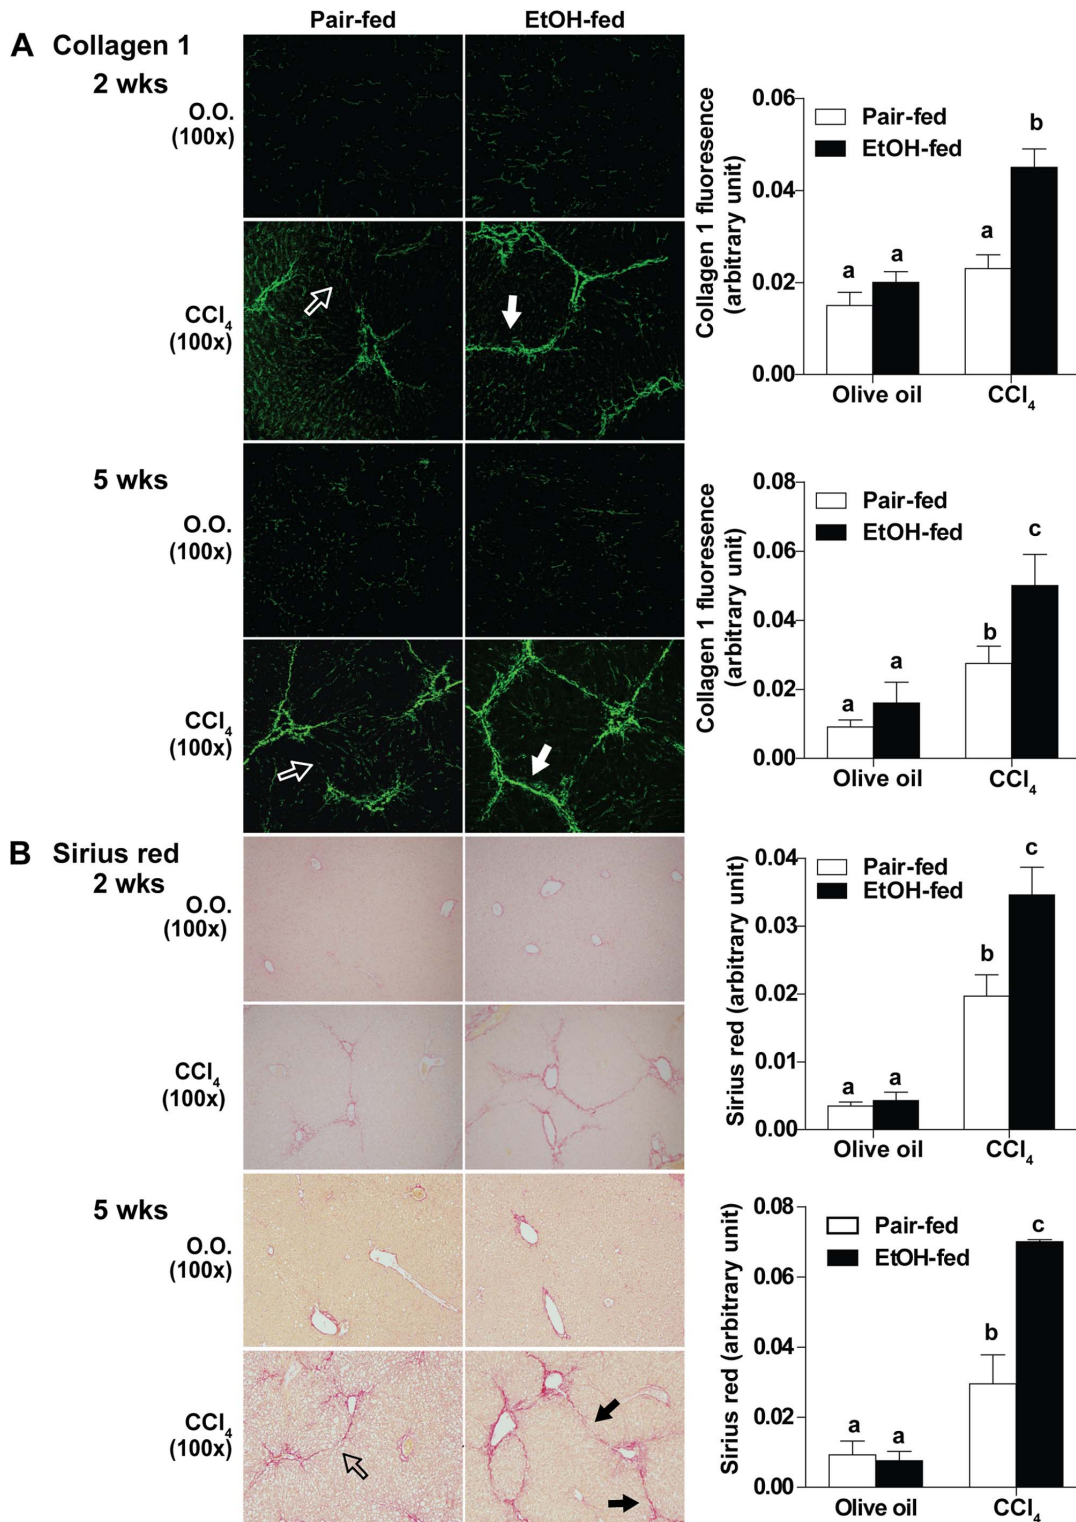 Pair-fed
EtOH-fed
A Collagen 1
2 wks
O.O.
(100x)
CCl4
(100x)
5 wks
O.O.
(100x)
CCl4
(100x)
Collagen 1 fluoresence
(arbitrary unit)
0.06
0.04
0.02
0.00
Pair-fed
EtOH-fed
a
a
a
b
Olive oil
CCl4
Collagen 1 fluoresence
(arbitrary unit)
0.08
0.06
0.04
0.02
0.00
Pair-fed
EtOH-fed
a
a
b
c
Olive oil
CCl4
B Sirius red
2 wks
O.O.
(100x)
CCl4
(100x)
5 wks
O.O.
(100x)
CCl4
(100x)
Sirius red (arbitrary unit)
0.04
0.03
0.02
0.01
0.00
Pair-fed
EtOH-fed
a
a
b
c
Olive oil
CCl4
Sirius red (arbitrary unit)
0.08
0.06
0.04
0.02
0.00
Pair-fed
EtOH-fed
a
a
b
c
Olive oil
CCl4